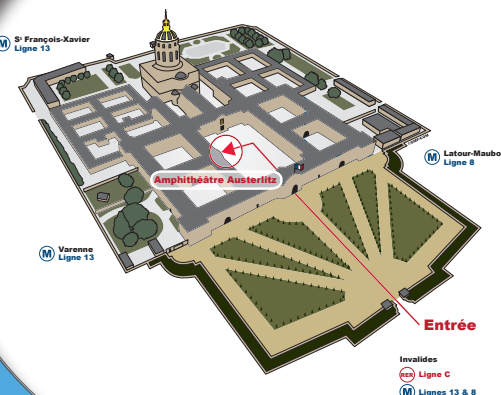 M Sᵗ François-Xavier
Ligne 13
M Latour-Maubo
Ligne 8
Amphithéâtre Austerlitz
M Varenne
Ligne 13
Entrée
Invalides
RER Ligne C
M Lignes 13 & 8